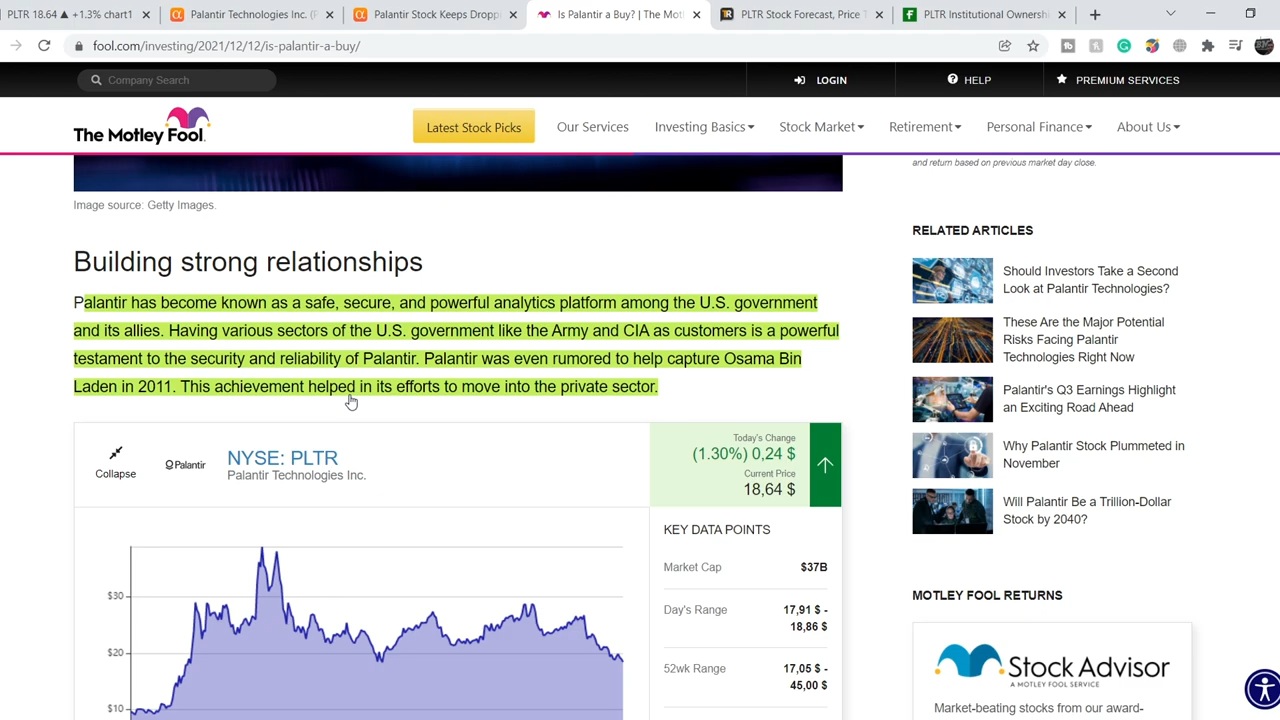 PLTR 18.64 ▲ +1.3% chart1
Palantir Technologies Inc. (P
Palantir Stock Keeps Droppi
Is Palantir a Buy? | The Motl
PLTR Stock Forecast, Price T
PLTR Institutional Ownershi
fool.com/investing/2021/12/12/is-palantir-a-buy/
Company Search
LOGIN
HELP
PREMIUM SERVICES
The Motley Fool.
Latest Stock Picks
Our Services
Investing Basics
Stock Market
Retirement
Personal Finance
About Us
and return based on previous market day close.
Image source: Getty Images.
Building strong relationships
Palantir has become known as a safe, secure, and powerful analytics platform among the U.S. government
and its allies. Having various sectors of the U.S. government like the Army and CIA as customers is a powerful
testament to the security and reliability of Palantir. Palantir was even rumored to help capture Osama Bin
Laden in 2011. This achievement helped in its efforts to move into the private sector.
Collapse
Palantir
NYSE: PLTR
Palantir Technologies Inc.
Today's Change
(1.30%) 0,24 $
Current Price
18,64 $
$30
$20
$10
KEY DATA POINTS
Market Cap
$37B
Day's Range
17,91 $ -
18,86 $
52wk Range
17,05 $ -
45,00 $
RELATED ARTICLES
Should Investors Take a Second
Look at Palantir Technologies?
These Are the Major Potential
Risks Facing Palantir
Technologies Right Now
Palantir's Q3 Earnings Highlight
an Exciting Road Ahead
Why Palantir Stock Plummeted in
November
Will Palantir Be a Trillion-Dollar
Stock by 2040?
MOTLEY FOOL RETURNS
Stock Advisor
A MOTLEY FOOL SERVICE
Market-beating stocks from our award-